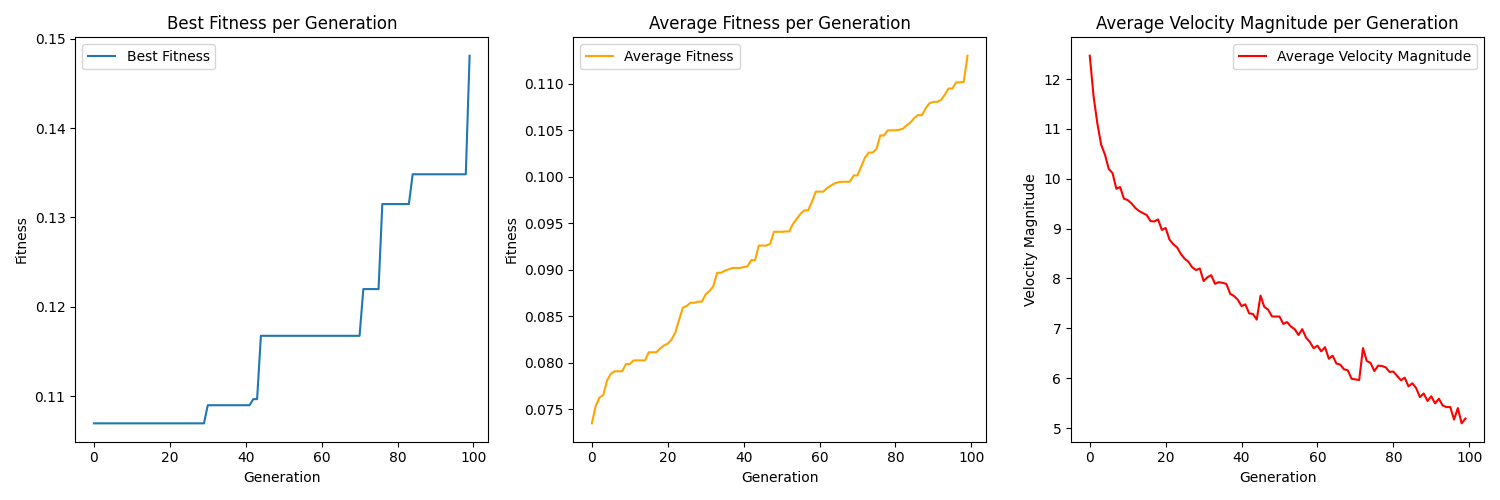 Best Fitness per Generation
Best Fitness
Fitness
0.15
0.14
0.13
0.12
0.11
0 20 40 60 80 100
Generation
Average Fitness per Generation
Average Fitness
Fitness
0.110
0.105
0.100
0.095
0.090
0.085
0.080
0.075
0 20 40 60 80 100
Generation
Average Velocity Magnitude per Generation
Average Velocity Magnitude
Velocity Magnitude
12
11
10
9
8
7
6
5
0 20 40 60 80 100
Generation